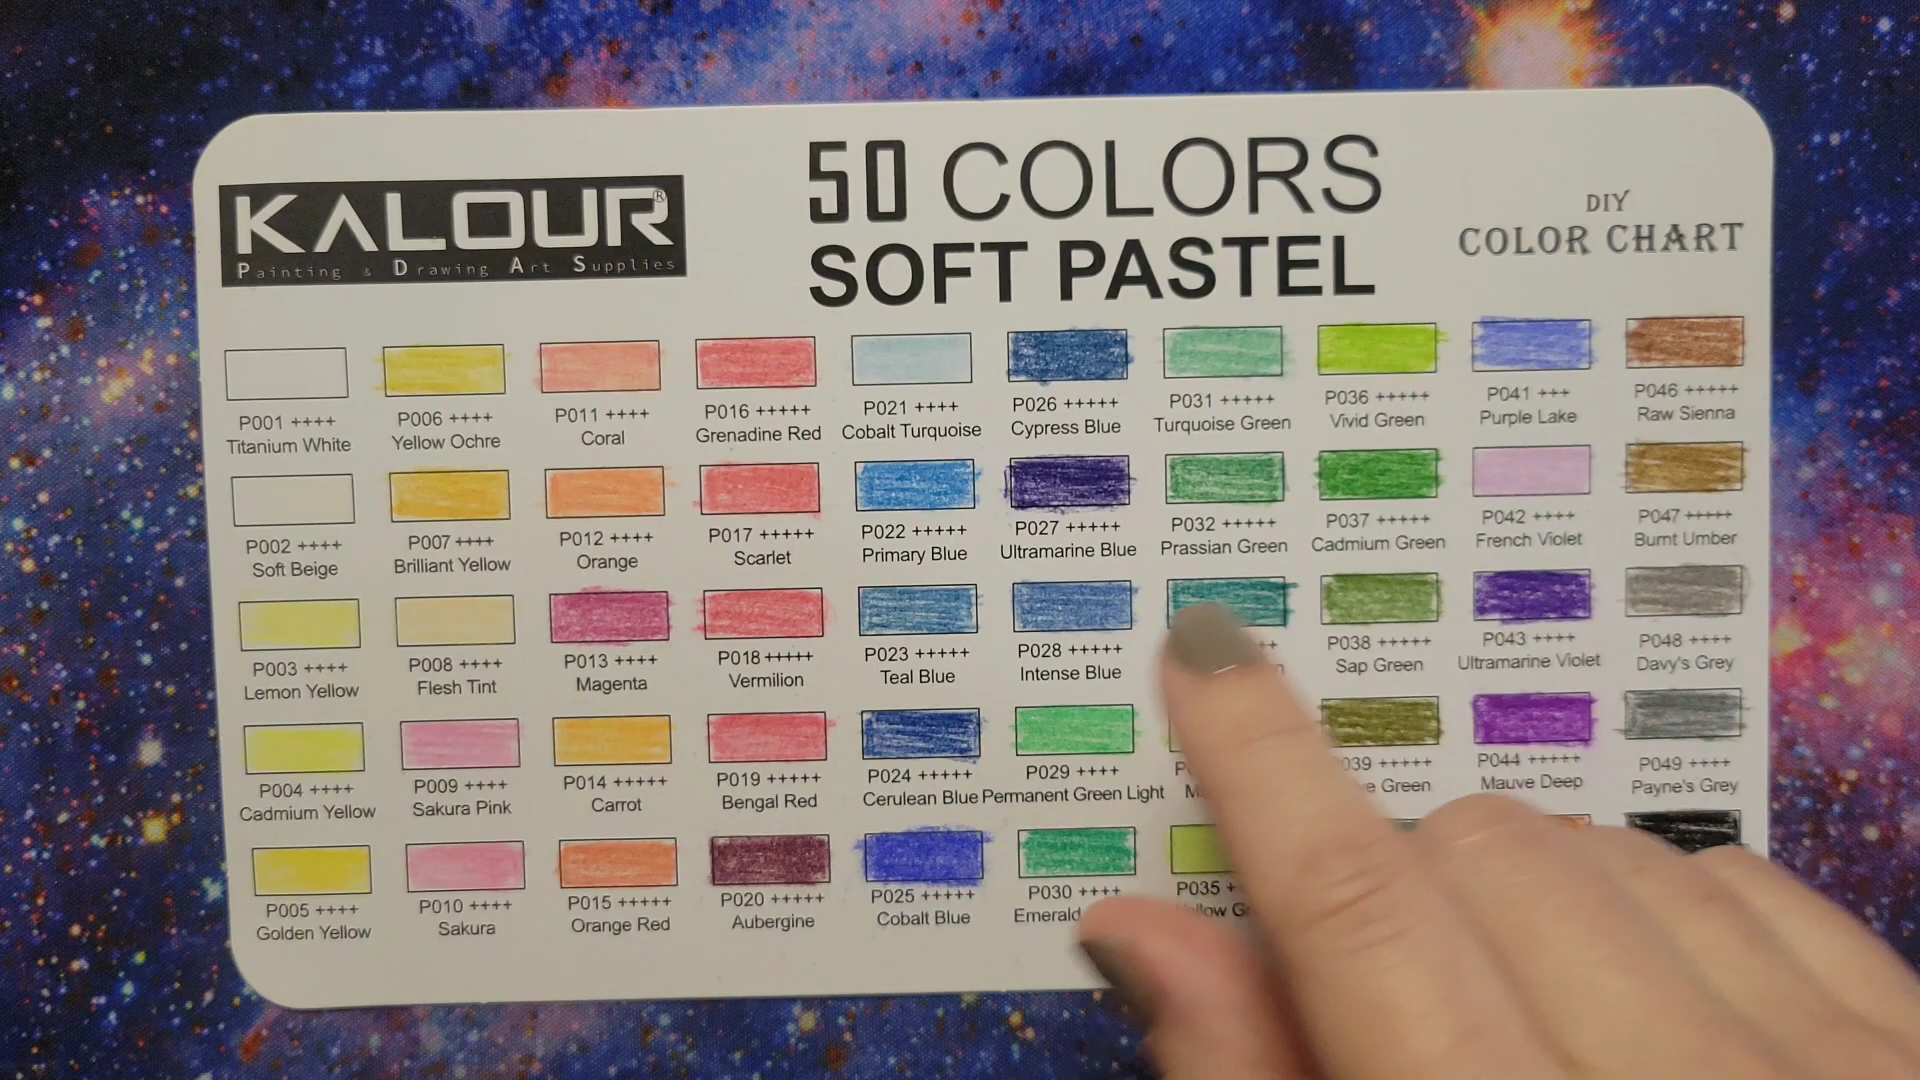 KALOUR®
Painting & Drawing Art Supplies
50 COLORS
SOFT PASTEL
DIY
COLOR CHART
P001 ++++ P006 ++++ P011 ++++ P016 +++++ P021 ++++ P026 +++++ P031 +++++ P036 +++++ P041 +++ P046 +++++
Titanium White Yellow Ochre Coral Grenadine Red Cobalt Turquoise Cypress Blue Turquoise Green Vivid Green Purple Lake Raw Sienna
P002 ++++ P007 ++++ P012 ++++ P017 +++++ P022 +++++ P027 +++++ P032 +++++ P037 +++++ P042 ++++ P047 +++++
Soft Beige Brilliant Yellow Orange Scarlet Primary Blue Ultramarine Blue Prassian Green Cadmium Green French Violet Burnt Umber
P003 ++++ P008 ++++ P013 ++++ P018 +++++ P023 +++++ P028 +++++ P038 +++++ P043 ++++ P048 ++++
Lemon Yellow Flesh Tint Magenta Vermilion Teal Blue Intense Blue Sap Green Ultramarine Violet Davy's Grey
P004 ++++ P009 ++++ P014 +++++ P019 +++++ P024 +++++ P029 ++++ 039 ++++ P044 +++++ P049 ++++
Cadmium Yellow Sakura Pink Carrot Bengal Red Cerulean Blue Permanent Green Light Green Mauve Deep Payne's Grey
P005 ++++ P010 ++++ P015 +++++ P020 +++++ P025 +++++ P030 ++++ P035 +
Golden Yellow Sakura Orange Red Aubergine Cobalt Blue Emerald